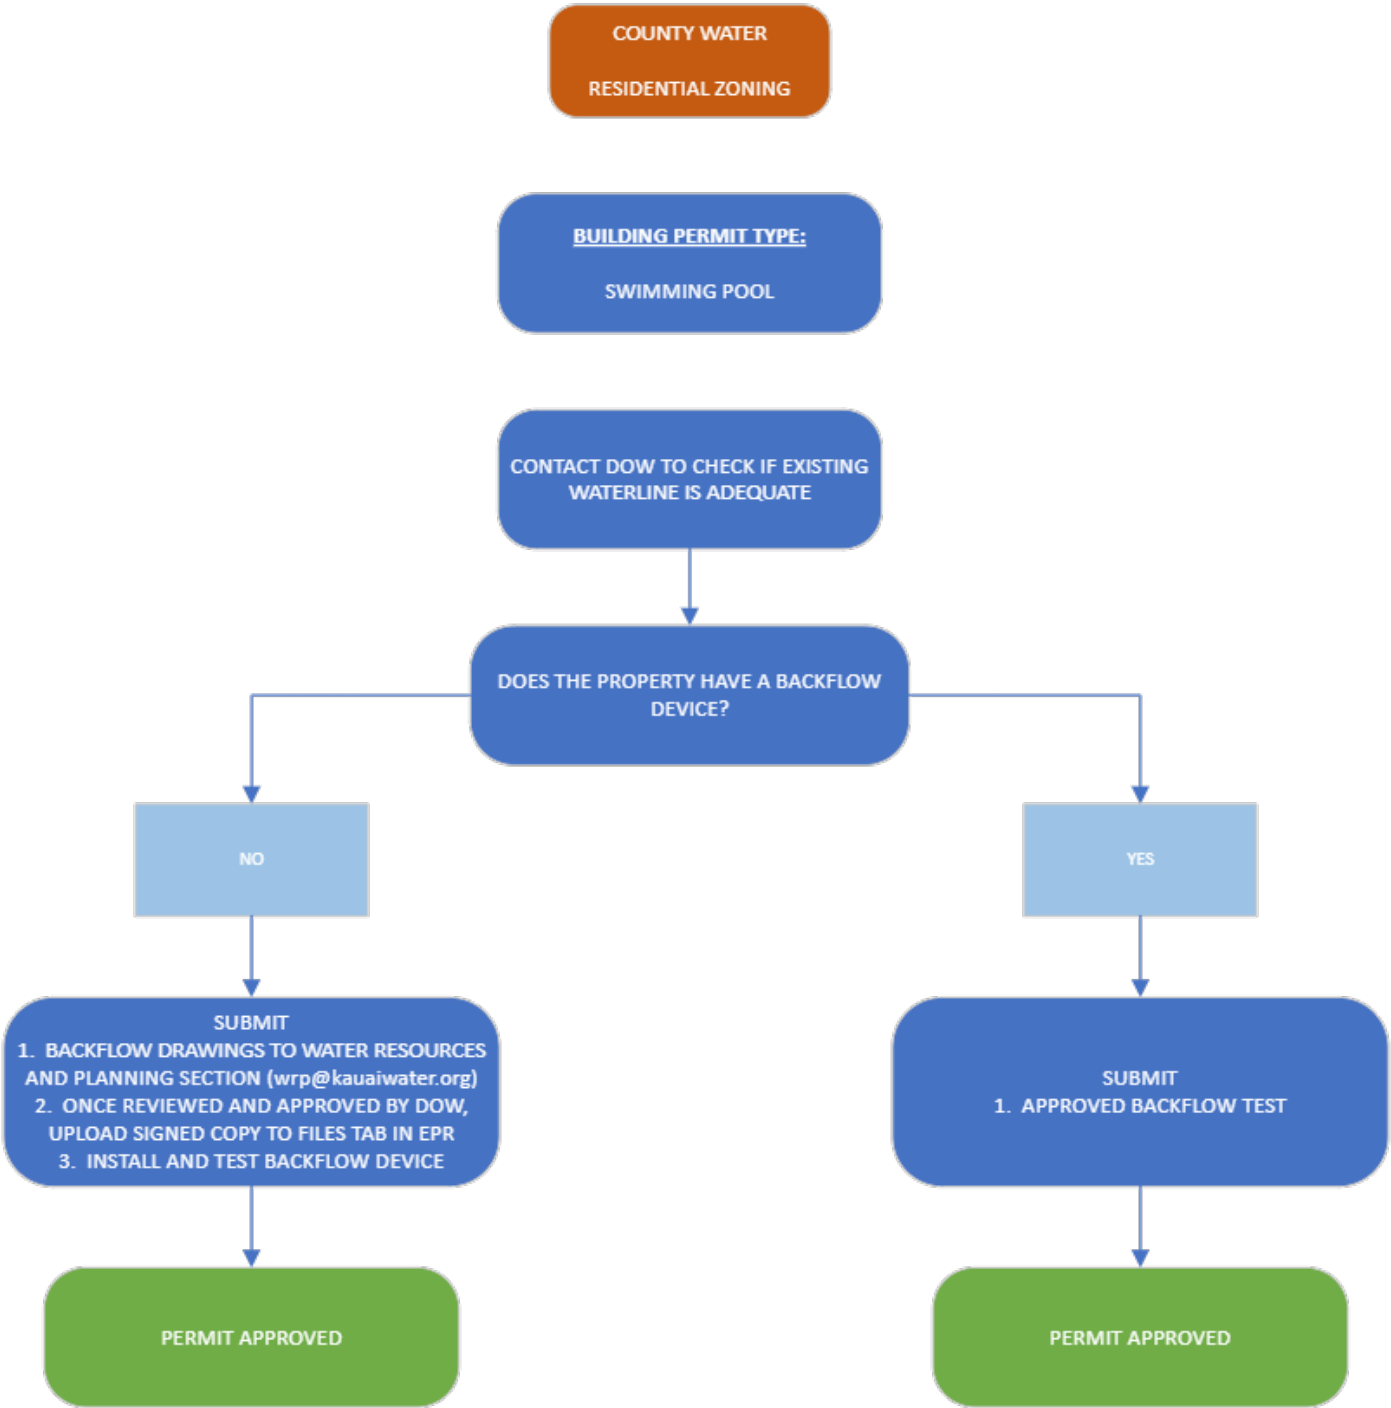 COUNTY WATER
RESIDENTIAL ZONING
BUILDING PERMIT TYPE:
SWIMMING POOL
CONTACT DOW TO CHECK IF EXISTING
WATERLINE IS ADEQUATE
DOES THE PROPERTY HAVE A BACKFLOW
DEVICE?
NO
YES
SUBMIT
1. BACKFLOW DRAWINGS TO WATER RESOURCES
AND PLANNING SECTION (wrp@kauaiwater.org)
2. ONCE REVIEWED AND APPROVED BY DOW,
UPLOAD SIGNED COPY TO FILES TAB IN EPR
3. INSTALL AND TEST BACKFLOW DEVICE
SUBMIT
1. APPROVED BACKFLOW TEST
PERMIT APPROVED
PERMIT APPROVED